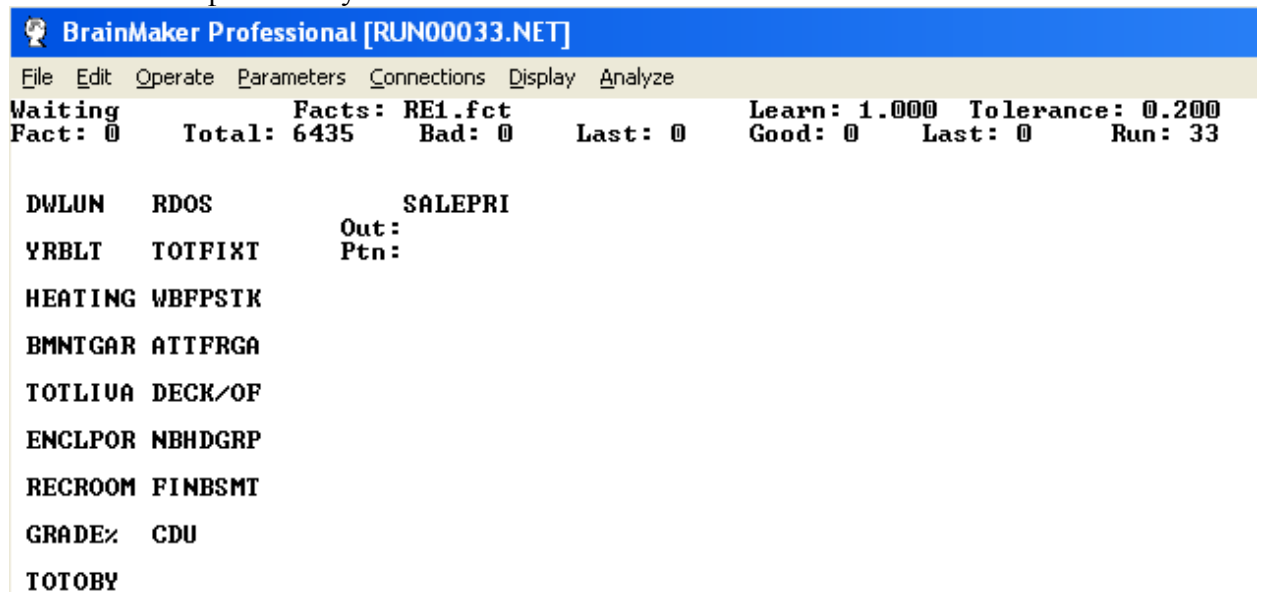 BrainMaker Professional [RUN00033.NET]
File Edit Operate Parameters Connections Display Analyze
Waiting Facts: RE1.fct Learn: 1.000 Tolerance: 0.200
Fact: 0 Total: 6435 Bad: 0 Last: 0 Good: 0 Last: 0 Run: 33
DWLUN RDOS SALEPRI
Out:
YRBLT TOTFIXT Ptn:
HEATING WBFPSTK
BMNTGAR ATTFRGA
TOTLIVA DECK/OF
ENCLPOR NBHDGRP
RECROOM FINBSMT
GRADE% CDU
TOTOBY